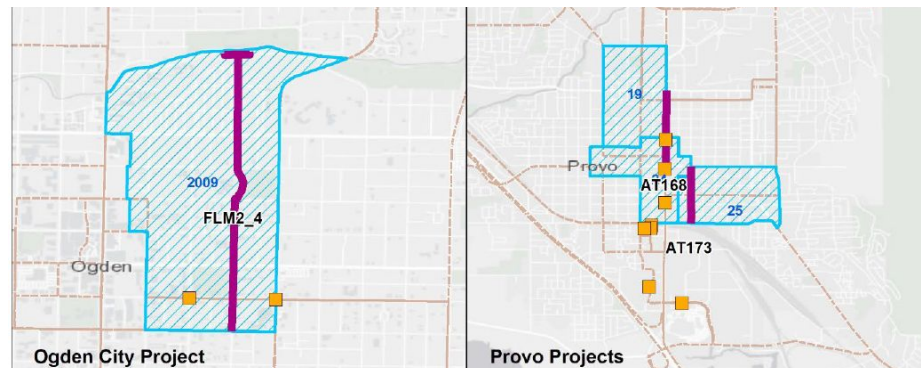 2009
FLM2_4
Ogden
Ogden City Project
19
Provo
AT168
25
AT173
Provo Projects